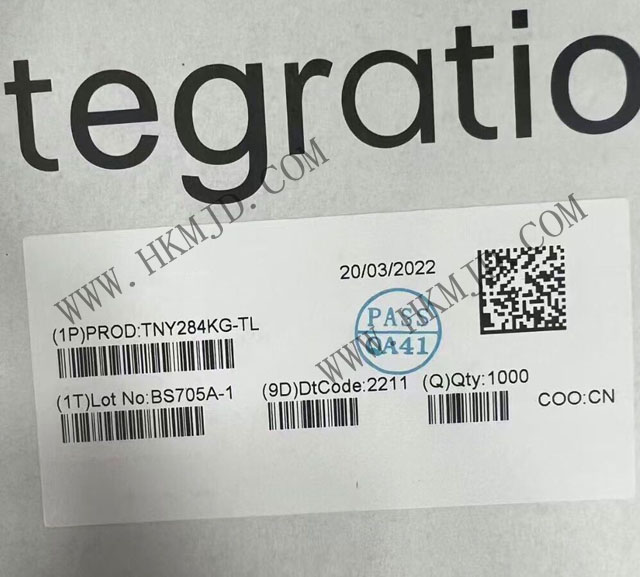 tegratio
WWW.HKMJD.COM
20/03/2022
WWW.HKMJD.COM
(1P)PROD:TNY284KG-TL
PASS
QA41
(1T)Lot No:BS705A-1
(9D)DtCode:2211
(Q)Qty:1000
COO:CN